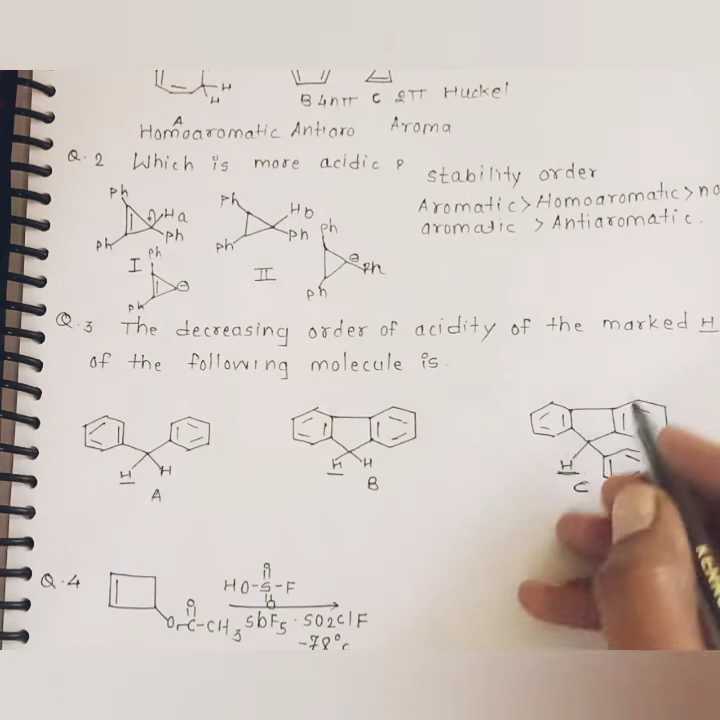 H
H
B 4nπ C 2π Huckel
A
Homoaromatic Antiaro Aroma
Q.2 Which is more acidic ?
stability order
Aromatic > Homoaromatic > no
aromatic > Antiaromatic.
Ph Ha Ph Ph
I
Ph Hb Ph Ph
II
Ph Ph ⊖
Ph Ph Ph ⊖
Q.3 The decreasing order of acidity of the marked H
of the following molecule is.
H H
A
H H
B
H
C
Q.4
O
O-C-CH3
O
HO-S-F
O
SbF5 · SO2ClF
-78°C